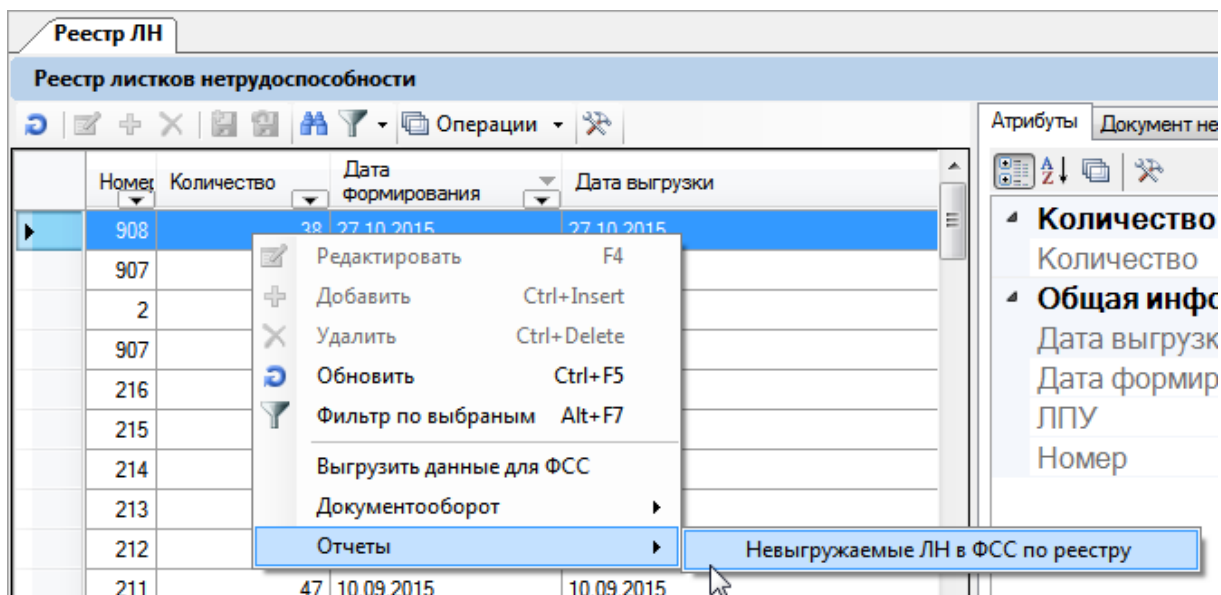 Реестр ЛН
Реестр листков нетрудоспособности
Операции
Атрибуты Документ не
Номер Количество Дата формирования Дата выгрузки
908 38 27.10.2015 27.10.2015
907
2
907
216
215
214
213
212
211 47 10.09.2015 10.09.2015
Редактировать F4
Добавить Ctrl+Insert
Удалить Ctrl+Delete
Обновить Ctrl+F5
Фильтр по выбраным Alt+F7
Выгрузить данные для ФСС
Документооборот
Отчеты
Невыгружаемые ЛН в ФСС по реестру
Количество
Количество
Общая инфо
Дата выгрузк
Дата формир
ЛПУ
Номер